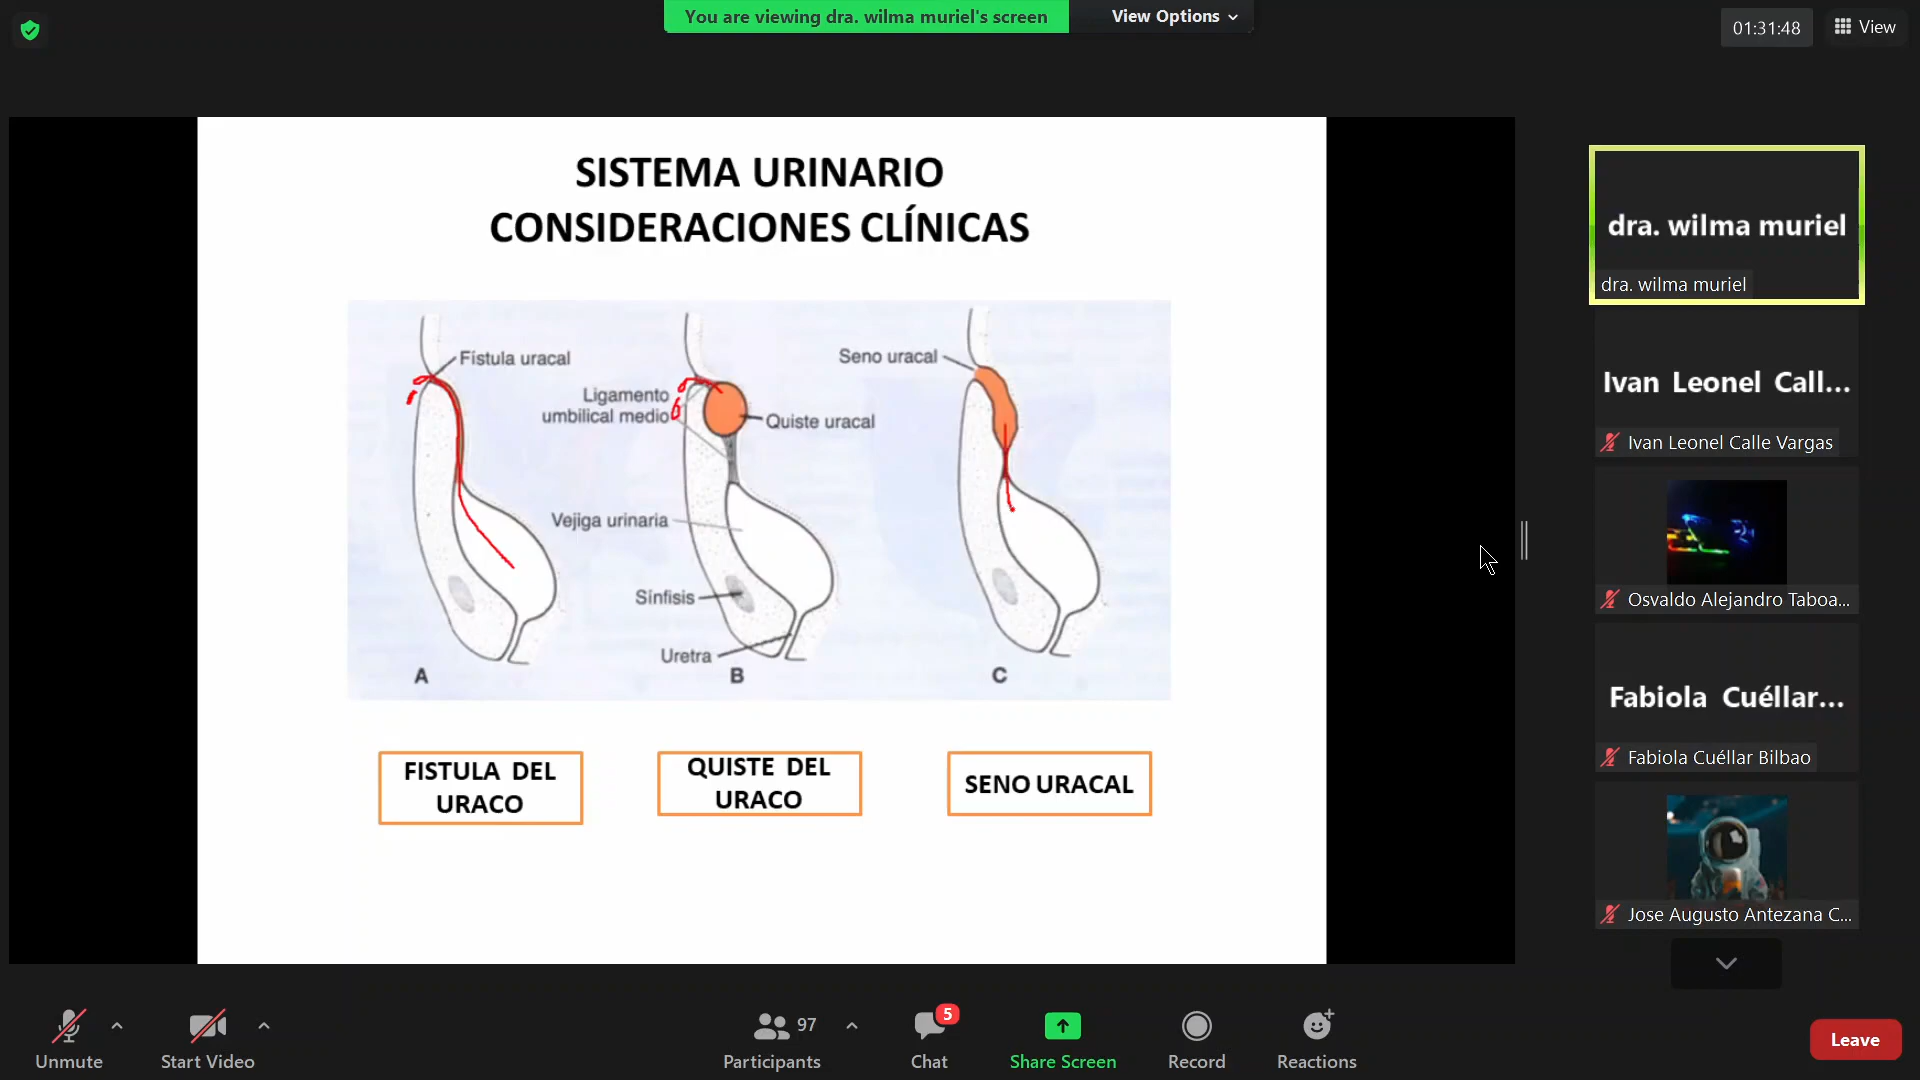 You are viewing dra. wilma muriel's screen
View Options
01:31:48
View
SISTEMA URINARIO
CONSIDERACIONES CLÍNICAS
Fístula uracal
Ligamento
umbilical medio
Quiste uracal
Seno uracal
Vejiga urinaria
Sínfisis
Uretra
A
B
C
FISTULA DEL
URACO
QUISTE DEL
URACO
SENO URACAL
dra. wilma muriel
dra. wilma muriel
Ivan Leonel Call...
Ivan Leonel Calle Vargas
Osvaldo Alejandro Taboa...
Fabiola Cuéllar...
Fabiola Cuéllar Bilbao
Jose Augusto Antezana C...
Unmute
Start Video
97
Participants
5
Chat
Share Screen
Record
Reactions
Leave